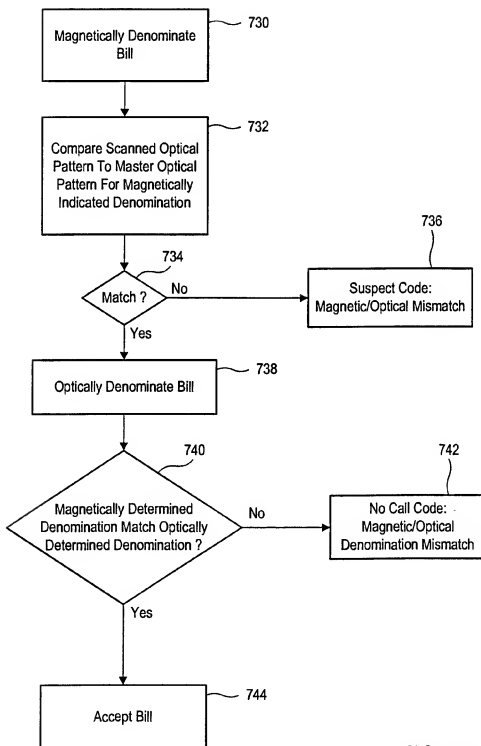 Magnetically Denominate
Bill
730
Compare Scanned Optical
Pattern To Master Optical
Pattern For Magnetically
Indicated Denomination
732
734
Match ?
No
Yes
736
Suspect Code:
Magnetic/Optical Mismatch
Optically Denominate Bill
738
740
Magnetically Determined
Denomination Match Optically
Determined Denomination ?
No
Yes
742
No Call Code:
Magnetic/Optical
Denomination Mismatch
Accept Bill
744